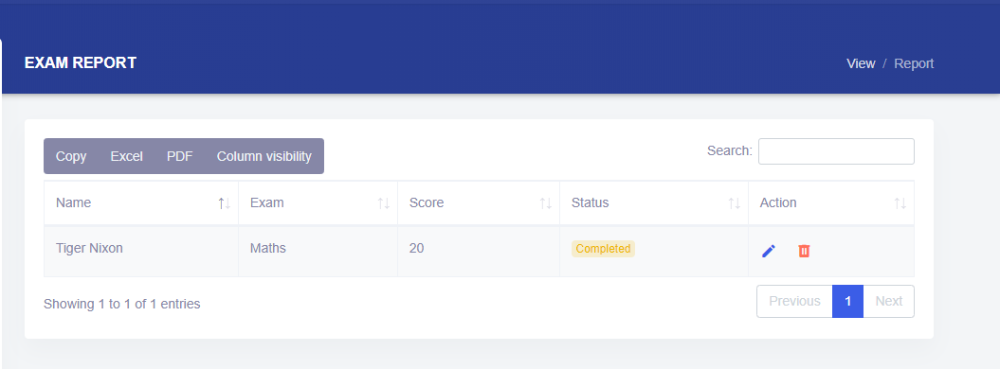 EXAM REPORT
View / Report
Copy Excel PDF Column visibility
Search:
Name Exam Score Status Action
Tiger Nixon Maths 20 Completed
Showing 1 to 1 of 1 entries
Previous 1 Next